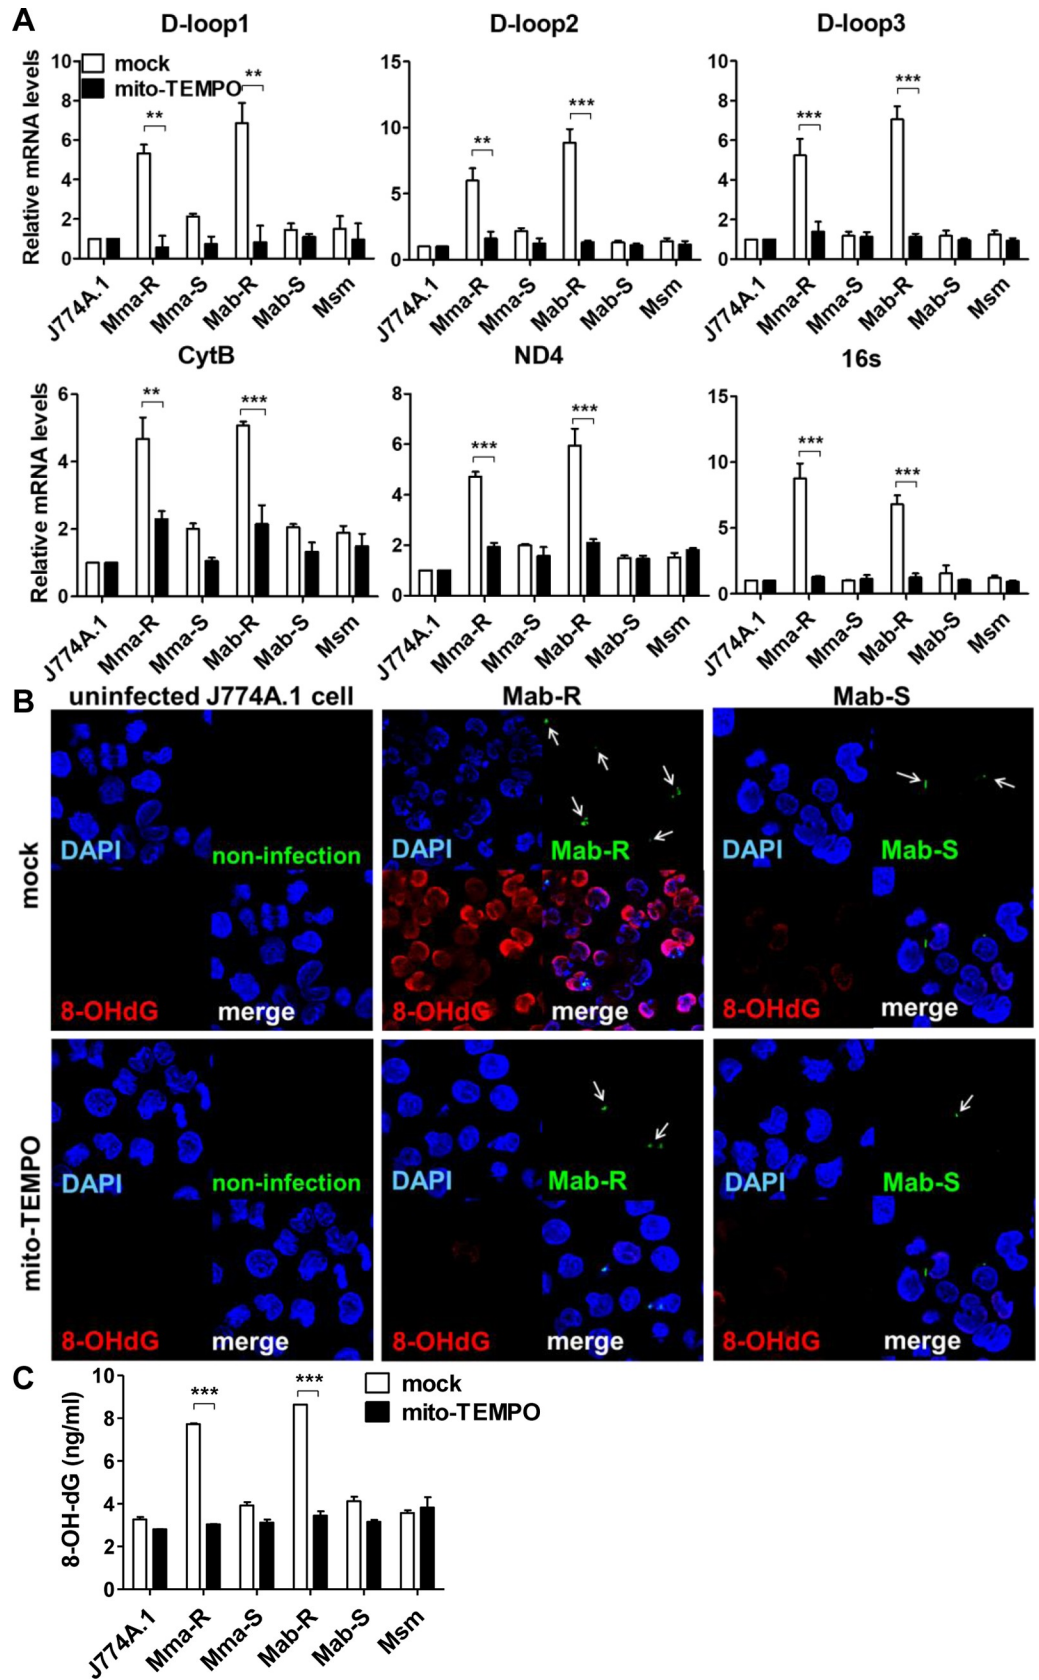 A
D-loop1
D-loop2
D-loop3
Relative mRNA levels
10
8
6
4
2
0
mock
mito-TEMPO
**
**
J774A.1
Mma-R
Mma-S
Mab-R
Mab-S
Msm
15
10
5
0
**
***
J774A.1
Mma-R
Mma-S
Mab-R
Mab-S
Msm
10
8
6
4
2
0
***
***
J774A.1
Mma-R
Mma-S
Mab-R
Mab-S
Msm
CytB
ND4
16s
Relative mRNA levels
6
4
2
0
**
***
J774A.1
Mma-R
Mma-S
Mab-R
Mab-S
Msm
8
6
4
2
0
***
***
J774A.1
Mma-R
Mma-S
Mab-R
Mab-S
Msm
15
10
5
0
***
***
J774A.1
Mma-R
Mma-S
Mab-R
Mab-S
Msm
B
uninfected J774A.1 cell
Mab-R
Mab-S
mock
DAPI
non-infection
DAPI
Mab-R
DAPI
Mab-S
8-OHdG
merge
8-OHdG
merge
8-OHdG
merge
mito-TEMPO
DAPI
non-infection
DAPI
Mab-R
DAPI
Mab-S
8-OHdG
merge
8-OHdG
merge
8-OHdG
merge
C
8-OH-dG (ng/ml)
10
8
6
4
2
0
***
***
mock
mito-TEMPO
J774A.1
Mma-R
Mma-S
Mab-R
Mab-S
Msm